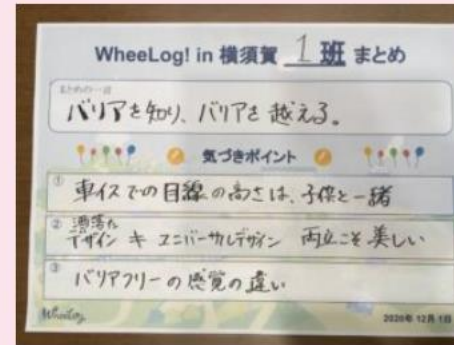 WheeLog! in 横須賀 1班 まとめ
まとめの一言
バリアを知り、バリアを越える。
気づきポイント
① 車イスでの目線の高さは、子供と一緒
② 洒落た
デザイン キ ユニバーサルデザイン 両立こそ美しい
③ バリアフリーの感覚の違い
WheeLog
2020年 12月 1日